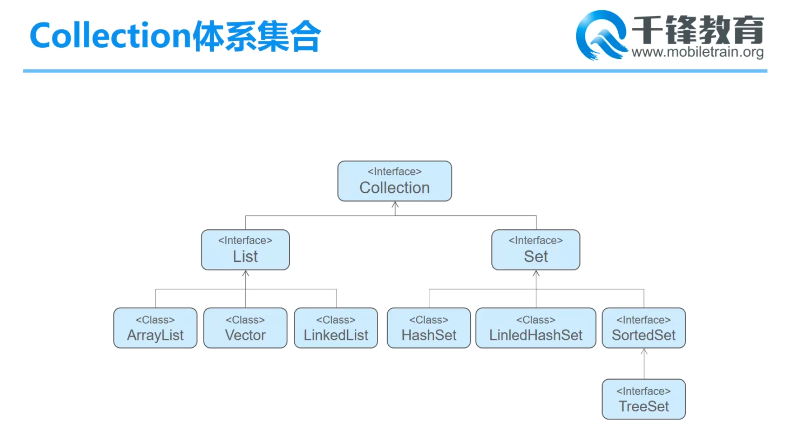 Collection体系集合
千锋教育
www.mobiletrain.org
<Interface>
Collection
<Interface>
List
<Interface>
Set
<Class>
ArrayList
<Class>
Vector
<Class>
LinkedList
<Class>
HashSet
<Class>
LinledHashSet
<Interface>
SortedSet
<Interface>
TreeSet